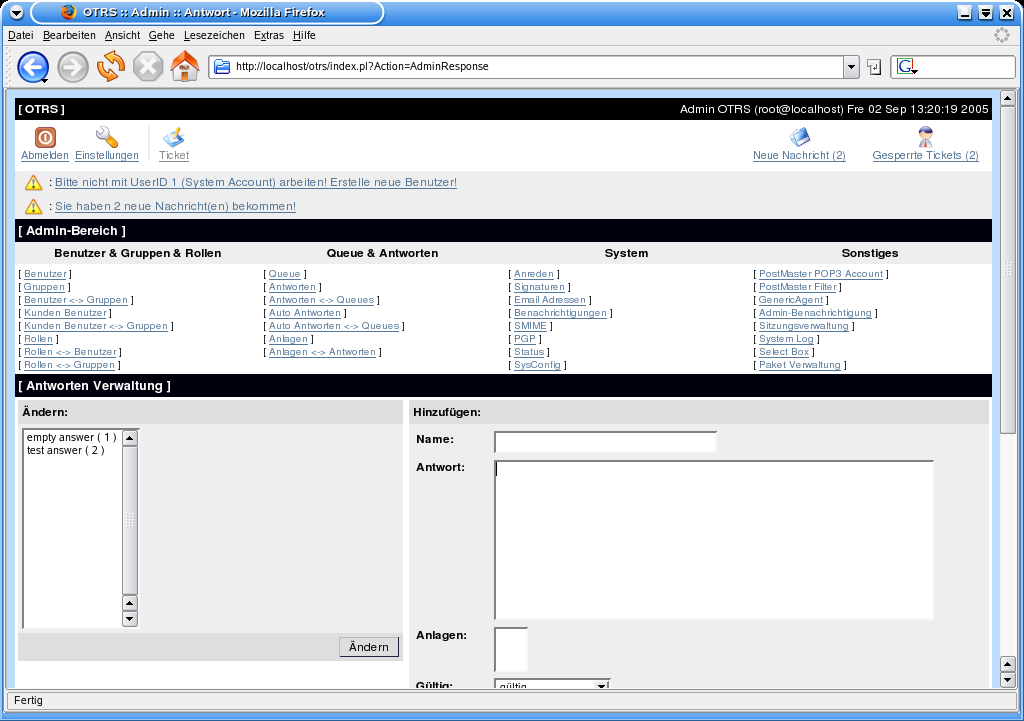 OTRS :: Admin :: Antwort - Mozilla Firefox
Datei Bearbeiten Ansicht Gehe Lesezeichen Extras Hilfe
http://localhost/otrs/index.pl?Action=AdminResponse
G
[ OTRS ] Admin OTRS (root@localhost) Fre 02 Sep 13:20:19 2005
Abmelden Einstellungen Ticket Neue Nachricht (2) Gesperrte Tickets (2)
: Bitte nicht mit UserID 1 (System Account) arbeiten! Erstelle neue Benutzer!
: Sie haben 2 neue Nachricht(en) bekommen!
[ Admin-Bereich ]
Benutzer & Gruppen & Rollen Queue & Antworten System Sonstiges
[ Benutzer ] [ Queue ] [ Anreden ] [ PostMaster POP3 Account ]
[ Gruppen ] [ Antworten ] [ Signaturen ] [ PostMaster Filter ]
[ Benutzer <-> Gruppen ] [ Antworten <-> Queues ] [ Email Adressen ] [ GenericAgent ]
[ Kunden Benutzer ] [ Auto Antworten ] [ Benachrichtigungen ] [ Admin-Benachrichtigung ]
[ Kunden Benutzer <-> Gruppen ] [ Auto Antworten <-> Queues ] [ SMIME ] [ Sitzungsverwaltung ]
[ Rollen ] [ Anlagen ] [ PGP ] [ System Log ]
[ Rollen <-> Benutzer ] [ Anlagen <-> Antworten ] [ Status ] [ Select Box ]
[ Rollen <-> Gruppen ] [ SysConfig ] [ Paket Verwaltung ]
[ Antworten Verwaltung ]
Ändern: Hinzufügen:
empty answer ( 1 )
test answer ( 2 )
Name:
Antwort:
Anlagen:
Ändern
Gültig: gültig
Fertig